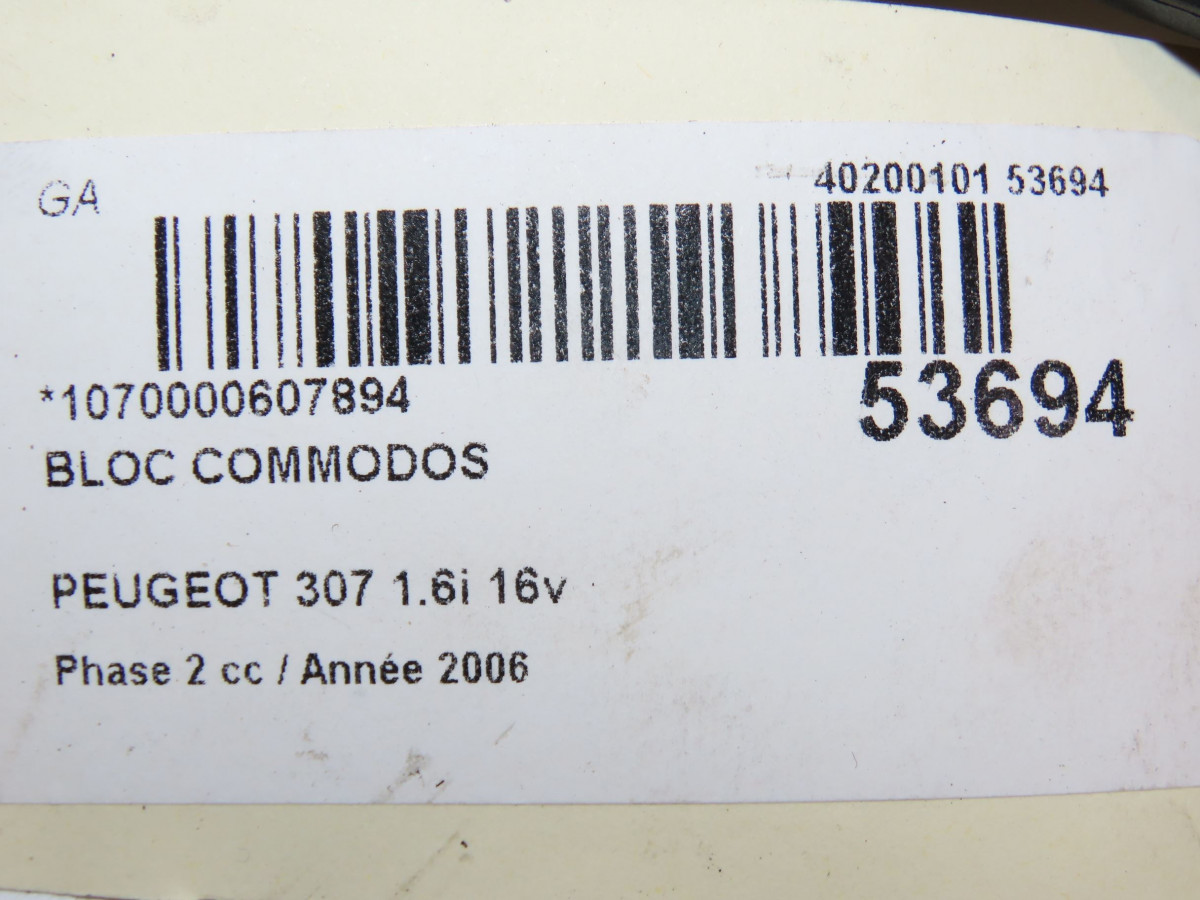 GA
40200101 53694
*1070000607894
53694
BLOC COMMODOS
PEUGEOT 307 1.6i 16v
Phase 2 cc / Année 2006